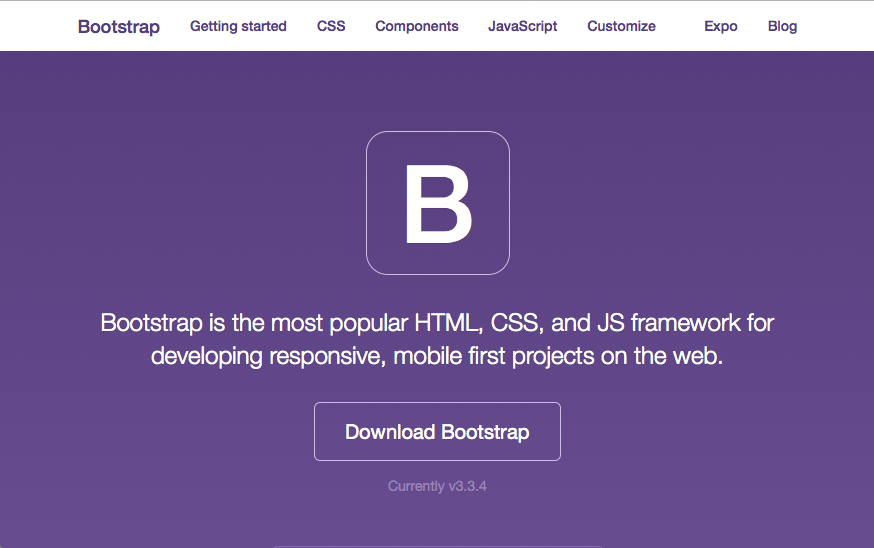 Bootstrap Getting started CSS Components JavaScript Customize Expo Blog
B
Bootstrap is the most popular HTML, CSS, and JS framework for
developing responsive, mobile first projects on the web.
Download Bootstrap
Currently v3.3.4